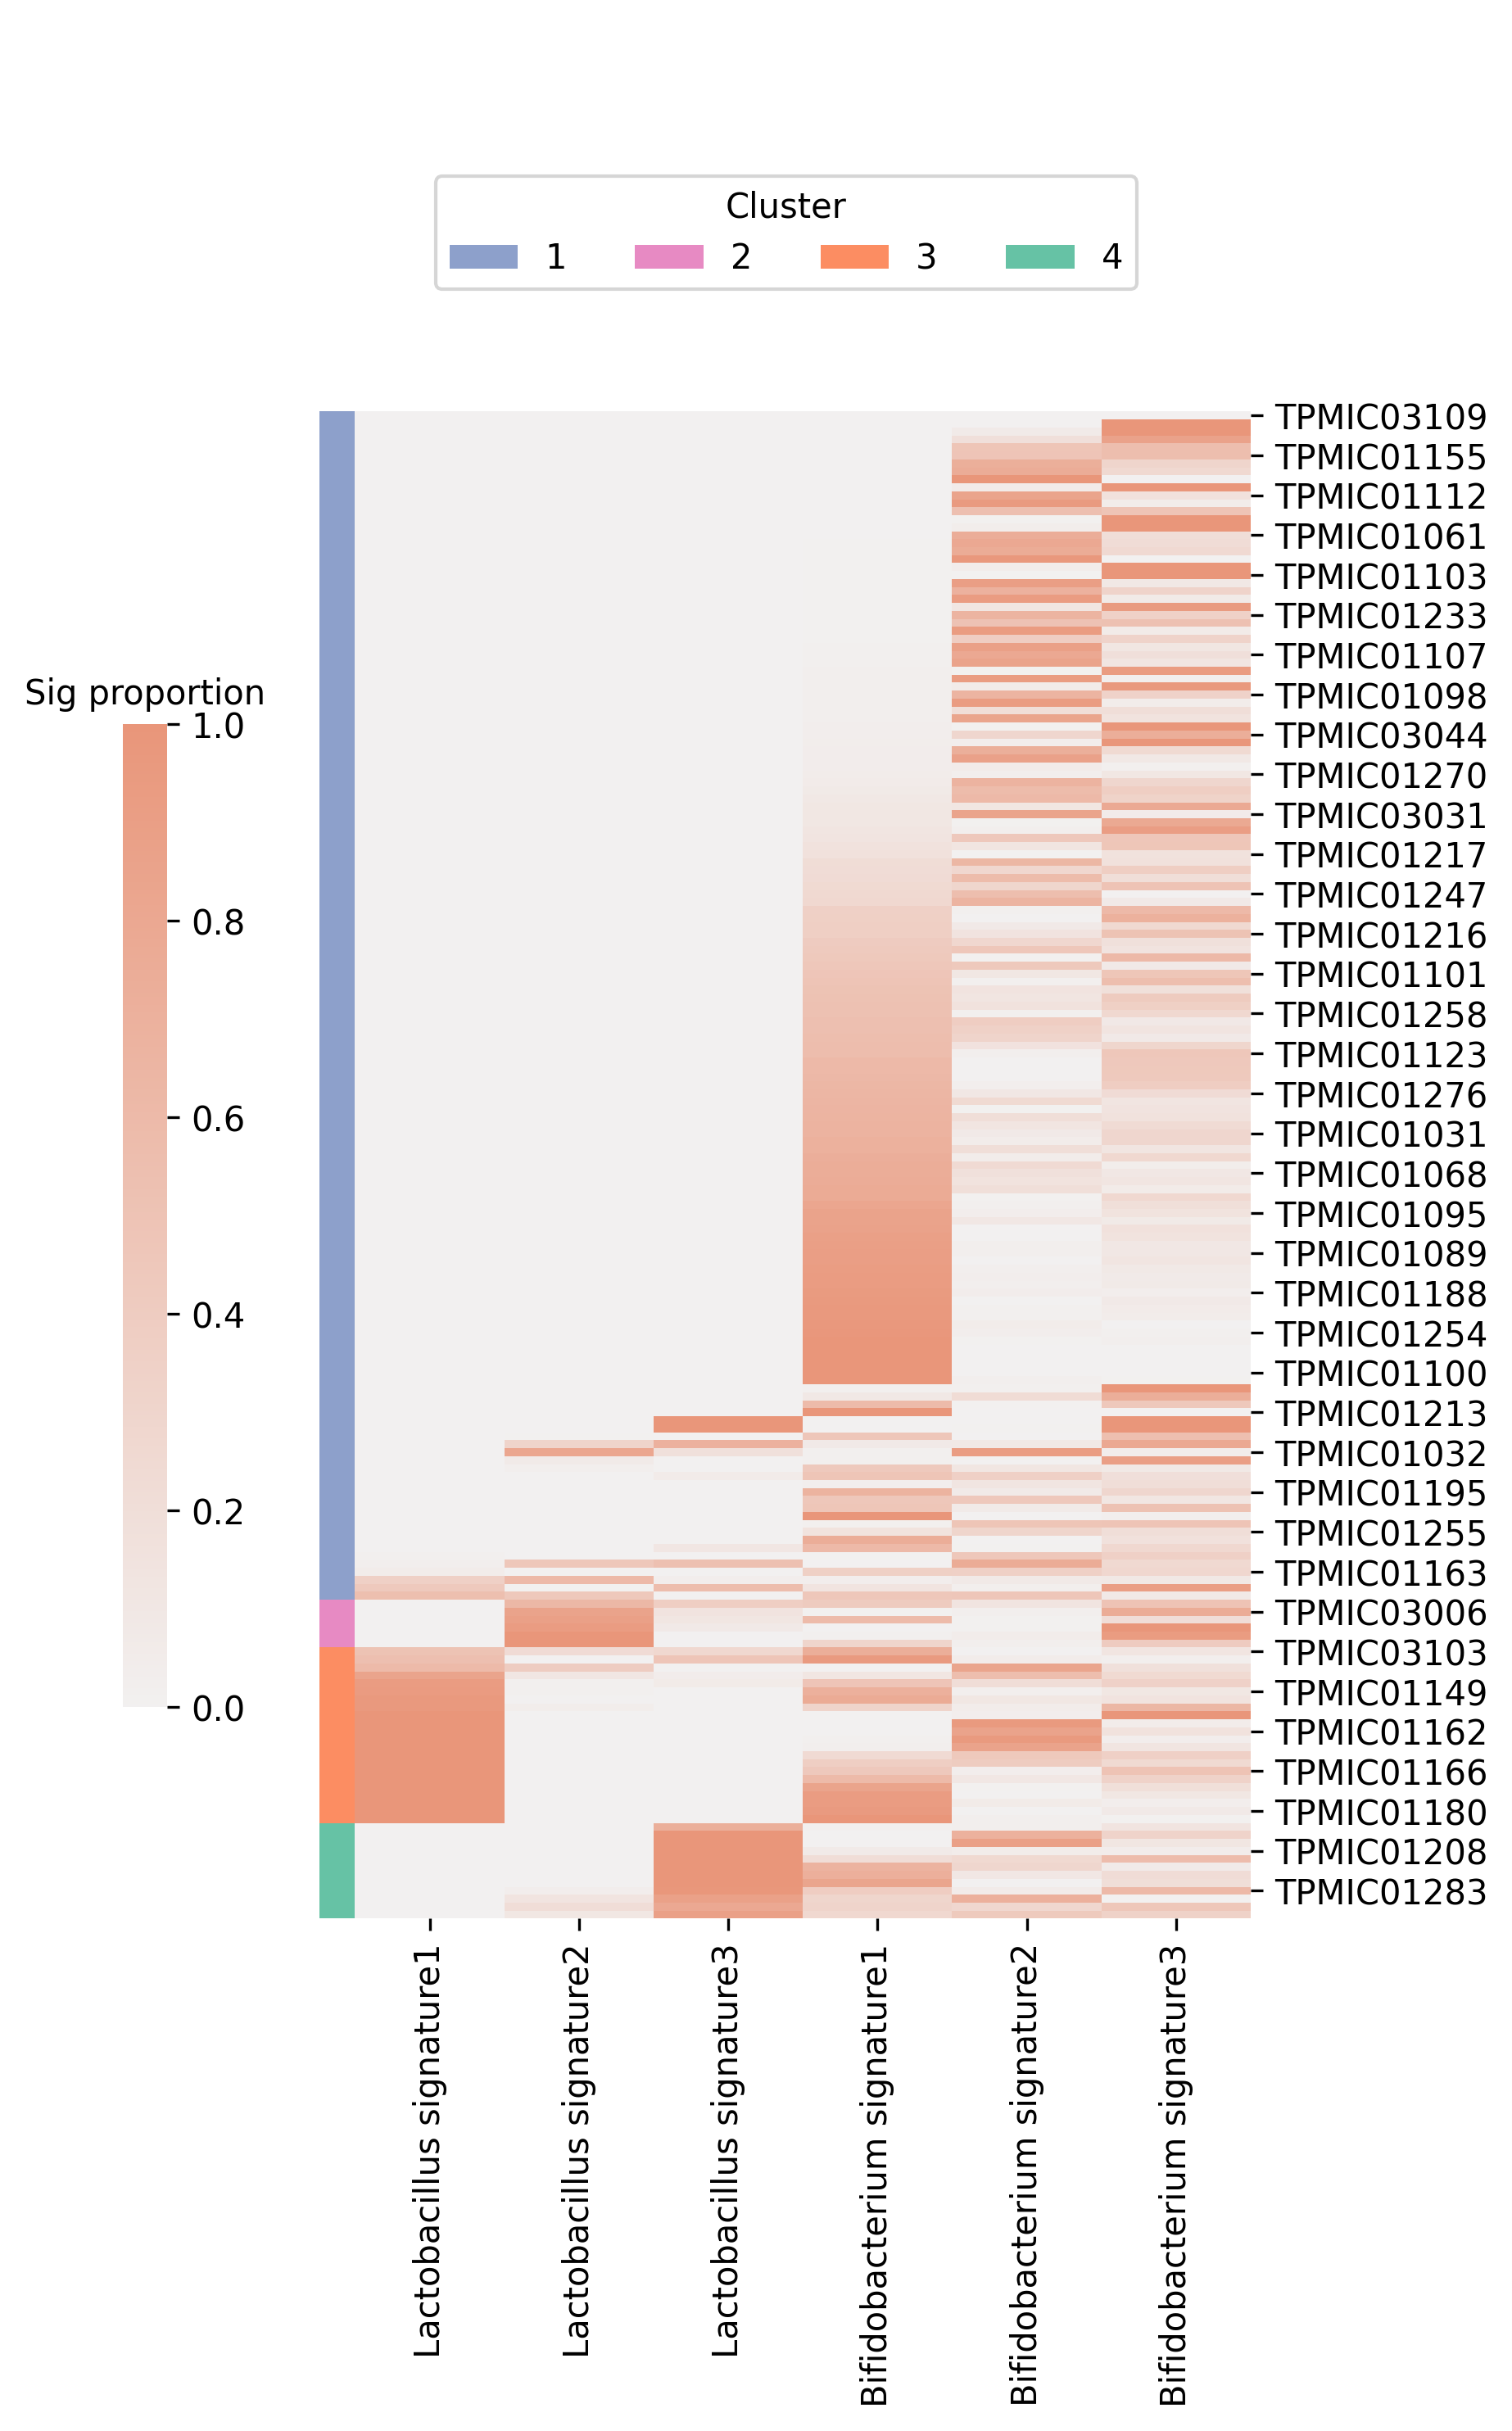 Cluster
1 2 3 4
Sig proportion
1.0
0.8
0.6
0.4
0.2
0.0
TPMIC03109
TPMIC01155
TPMIC01112
TPMIC01061
TPMIC01103
TPMIC01233
TPMIC01107
TPMIC01098
TPMIC03044
TPMIC01270
TPMIC03031
TPMIC01217
TPMIC01247
TPMIC01216
TPMIC01101
TPMIC01258
TPMIC01123
TPMIC01276
TPMIC01031
TPMIC01068
TPMIC01095
TPMIC01089
TPMIC01188
TPMIC01254
TPMIC01100
TPMIC01213
TPMIC01032
TPMIC01195
TPMIC01255
TPMIC01163
TPMIC03006
TPMIC03103
TPMIC01149
TPMIC01162
TPMIC01166
TPMIC01180
TPMIC01208
TPMIC01283
Lactobacillus signature1
Lactobacillus signature2
Lactobacillus signature3
Bifidobacterium signature1
Bifidobacterium signature2
Bifidobacterium signature3